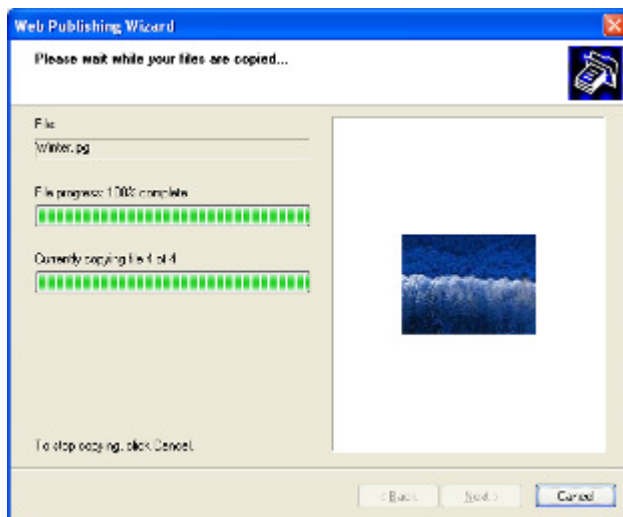 Web Publishing Wizard
Please wait while your files are copied...
File:
Winter.jpg
File progress: 100% complete
Currently copying file 4 of 4
To stop copying, click Cancel.
< Back
Next >
Cancel